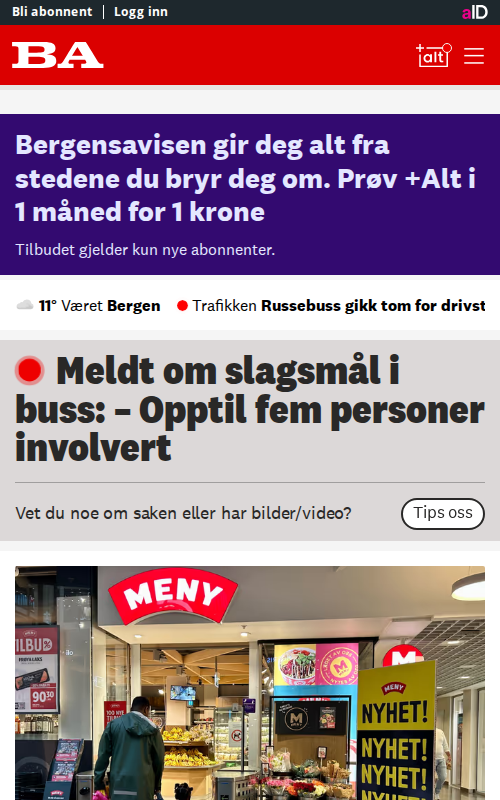 Bli abonnent
Logg inn
aID
BA
+alt
Bergensavisen gir deg alt fra
stedene du bryr deg om. Prøv +Alt i
1 måned for 1 krone
Tilbudet gjelder kun nye abonnenter.
11° Været Bergen
Trafikken Russebuss gikk tom for drivst
Meldt om slagsmål i
buss: – Opptil fem personer
involvert
Vet du noe om saken eller har bilder/video?
Tips oss
MENY
TILBUD
9030
M
MENY
NYHET!
NYHET!
NYHET!
NYHET!